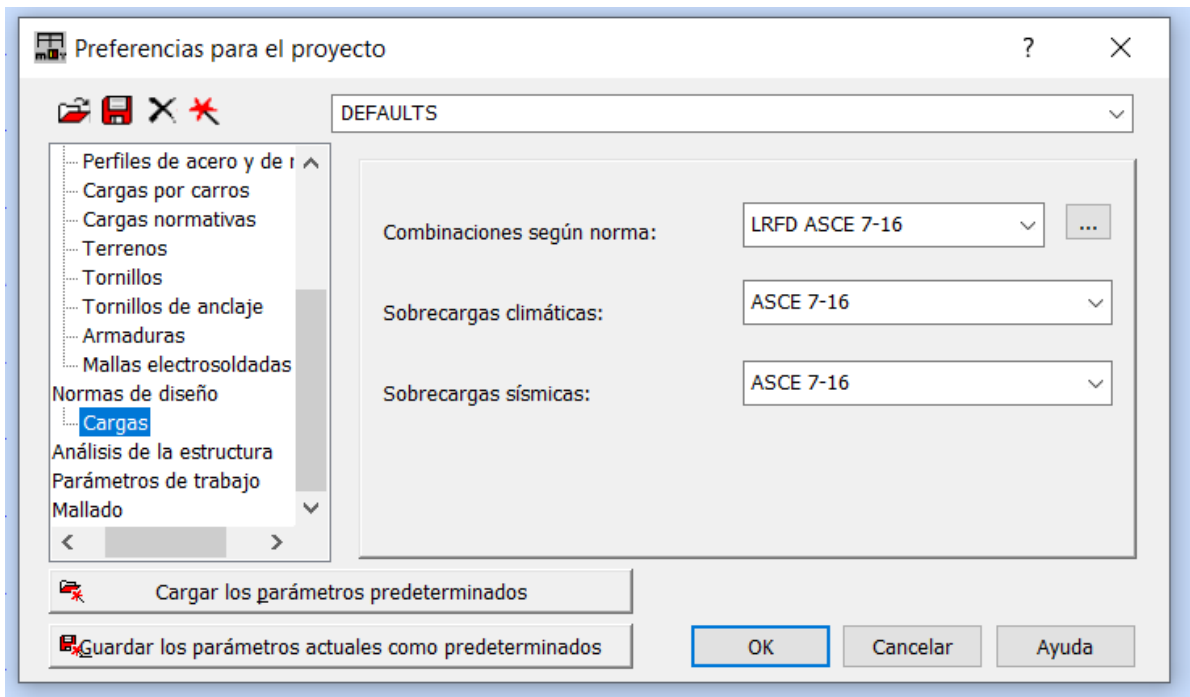 Preferencias para el proyecto
DEFAULTS
Perfiles de acero y de
Cargas por carros
Cargas normativas
Terrenos
Tornillos
Tornillos de anclaje
Armaduras
Mallas electrosoldadas
Normas de diseño
Cargas
Análisis de la estructura
Parámetros de trabajo
Mallado
Combinaciones según norma:
LRFD ASCE 7-16
...
Sobrecargas climáticas:
ASCE 7-16
Sobrecargas sísmicas:
ASCE 7-16
Cargar los parámetros predeterminados
Guardar los parámetros actuales como predeterminados
OK
Cancelar
Ayuda